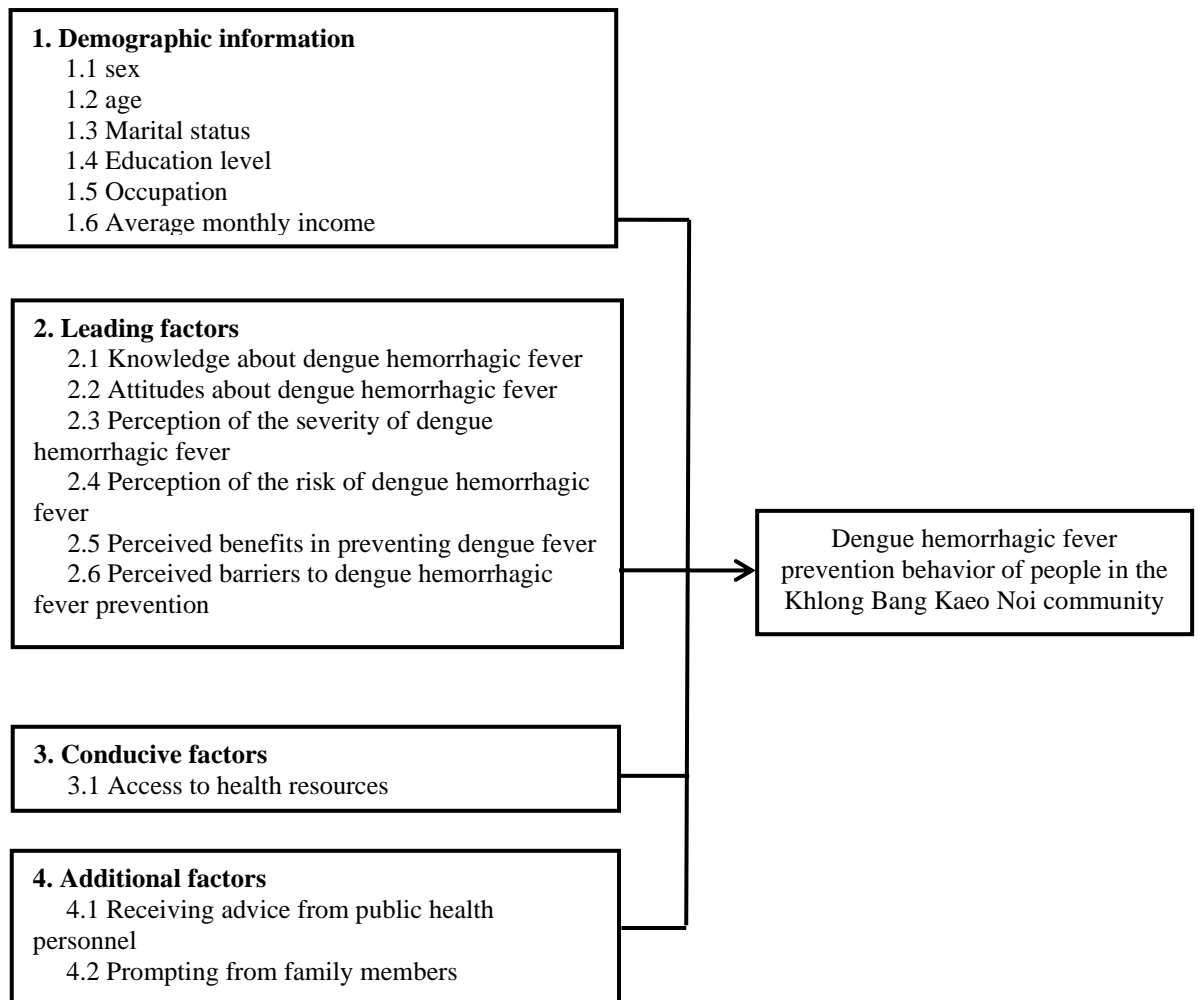 1. Demographic information
1.1 sex
1.2 age
1.3 Marital status
1.4 Education level
1.5 Occupation
1.6 Average monthly income
2. Leading factors
2.1 Knowledge about dengue hemorrhagic fever
2.2 Attitudes about dengue hemorrhagic fever
2.3 Perception of the severity of dengue
hemorrhagic fever
2.4 Perception of the risk of dengue hemorrhagic
fever
2.5 Perceived benefits in preventing dengue fever
2.6 Perceived barriers to dengue hemorrhagic
fever prevention
Dengue hemorrhagic fever
prevention behavior of people in the
Khlong Bang Kaeo Noi community
3. Conducive factors
3.1 Access to health resources
4. Additional factors
4.1 Receiving advice from public health
personnel
4.2 Prompting from family members